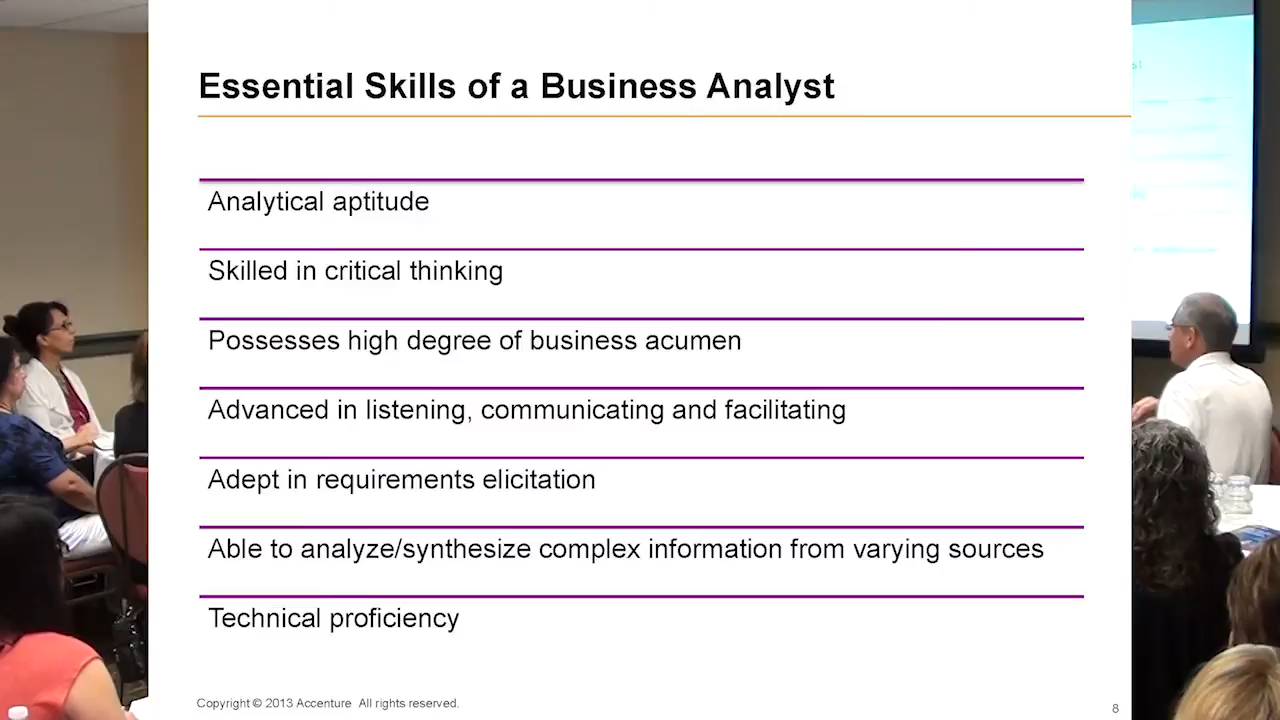 Essential Skills of a Business Analyst
Analytical aptitude
Skilled in critical thinking
Possesses high degree of business acumen
Advanced in listening, communicating and facilitating
Adept in requirements elicitation
Able to analyze/synthesize complex information from varying sources
Technical proficiency
Copyright © 2013 Accenture All rights reserved.
8